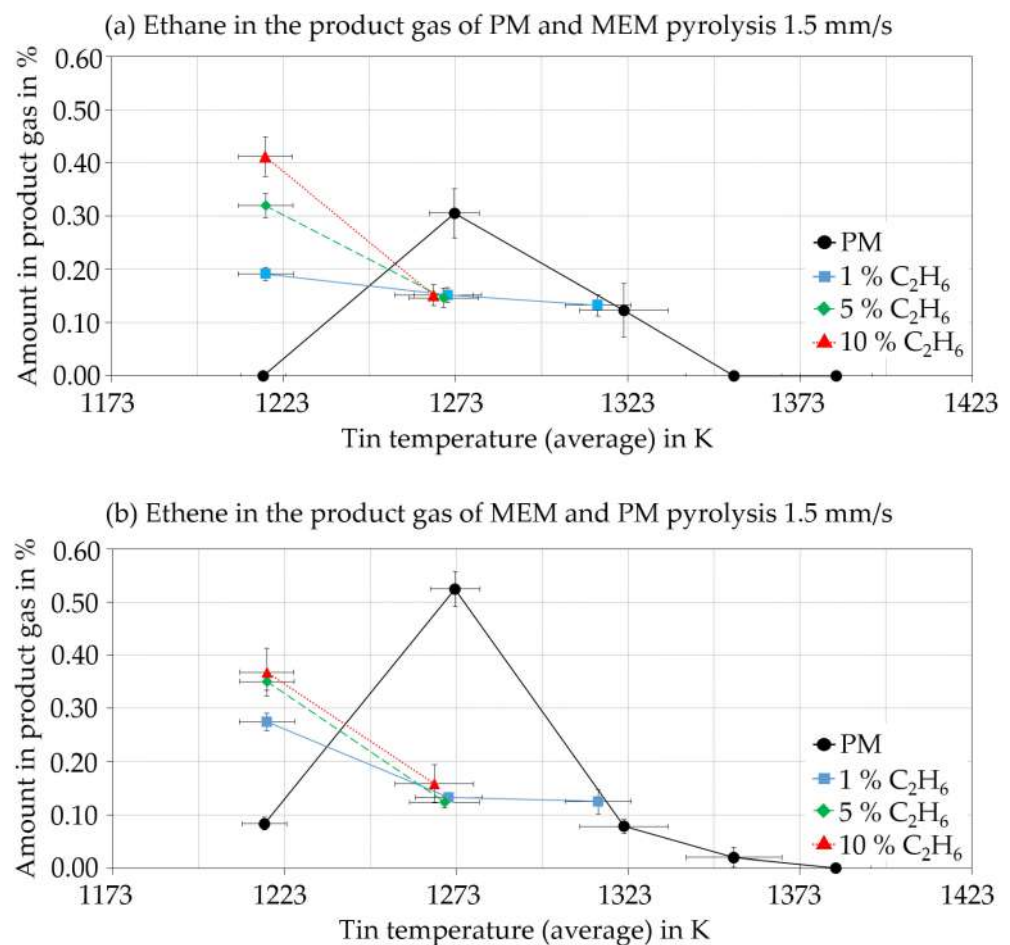 (a) Ethane in the product gas of PM and MEM pyrolysis 1.5 mm/s
Amount in product gas in %
0.60
0.50
0.40
0.30
0.20
0.10
0.00
PM
1 % C₂H₆
5 % C₂H₆
10 % C₂H₆
1173 1223 1273 1323 1373 1423
Tin temperature (average) in K
(b) Ethene in the product gas of MEM and PM pyrolysis 1.5 mm/s
Amount in product gas in %
0.60
0.50
0.40
0.30
0.20
0.10
0.00
PM
1 % C₂H₆
5 % C₂H₆
10 % C₂H₆
1173 1223 1273 1323 1373 1423
Tin temperature (average) in K